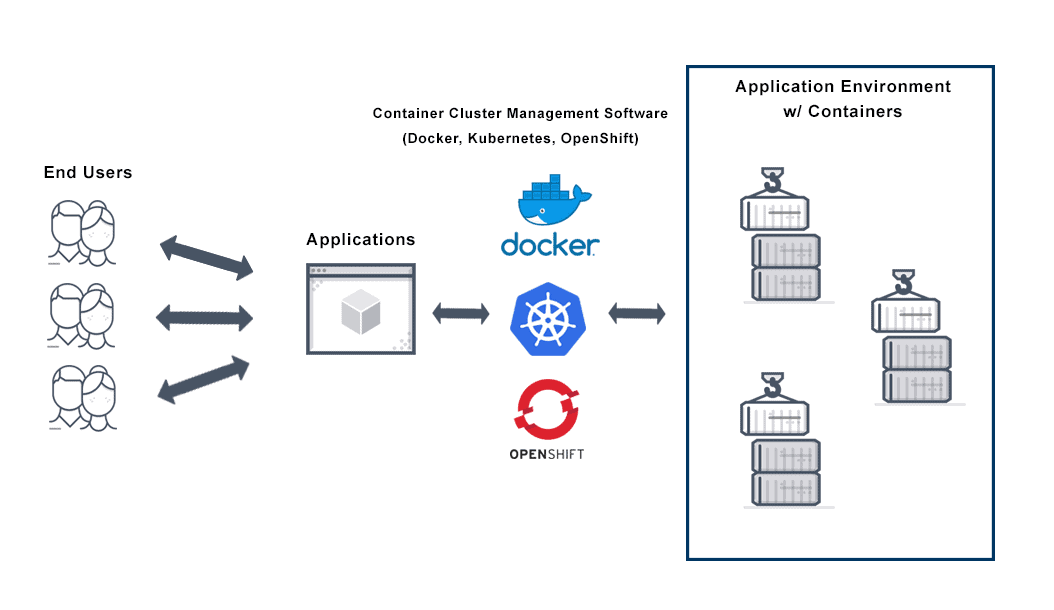 Application Environment
w/ Containers
Container Cluster Management Software
(Docker, Kubernetes, OpenShift)
End Users
Applications
docker
OPENSHIFT